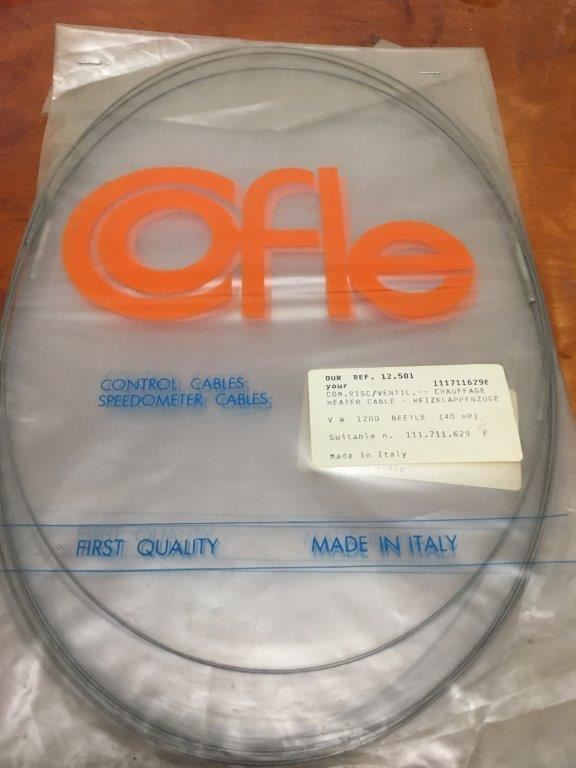 Cofle
CONTROL CABLES
SPEEDOMETER CABLES
OUR REF. 12.501
your 111711629E
COM.RISC/VENTIL.-- CHAUFFAGE
HEATER CABLE - HEIZKLAPPENZUGE
V W 1200 BEETLE (40 HP)
Suitable n. 111.711.629 E
Made in Italy
FIRST QUALITY MADE IN ITALY